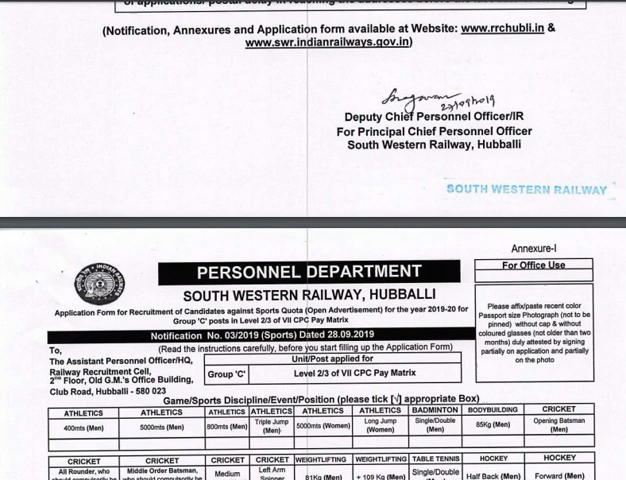 (Notification, Annexures and Application form available at Website: www.rrchubli.in &
www.swr.indianrailways.gov.in)
Deputy Chief Personnel Officer/IR
For Principal Chief Personnel Officer
South Western Railway, Hubballi
SOUTH WESTERN RAILWAY
Annexure-I
For Office Use
PERSONNEL DEPARTMENT
SOUTH WESTERN RAILWAY, HUBBALLI
Application Form for Recruitment of Candidates against Sports Quota (Open Advertisement) for the year 2019-20 for
Group 'C' posts in Level 2/3 of VII CPC Pay Matrix
Please affix/paste recent color
Passport size Photograph (not to be
pinned) without cap & without
coloured glasses (not older than two
months) duly attested by signing
partially on application and partially
on the photo
Notification No. 03/2019 (Sports) Dated 28.09.2019
(Read the instructions carefully, before you start filling up the Application Form)
To,
The Assistant Personnel Officer/HQ,
Railway Recruitment Cell,
2nd Floor, Old G.M.'s Office Building,
Club Road, Hubballi - 580 023
Unit/Post applied for
Group 'C' Level 2/3 of VII CPC Pay Matrix
Game/Sports Discipline/Event/Position (please tick [√] appropriate Box)
ATHLETICS ATHLETICS ATHLETICS ATHLETICS ATHLETICS ATHLETICS BADMINTON BODYBUILDING CRICKET
400mts (Men) 5000mts (Men) 800mts (Men) Triple Jump (Men) 5000mts (Women) Long Jump (Women) Single/Double (Men) 85Kg (Men) Opening Batsman (Men)
CRICKET CRICKET CRICKET CRICKET WEIGHTLIFTING WEIGHTLIFTING TABLE TENNIS HOCKEY HOCKEY
All Rounder, who Middle Order Batsman, Medium Left Arm Spinner 81Kg (Men) + 109 Kg (Men) Single/Double Half Back (Men) Forward (Men)